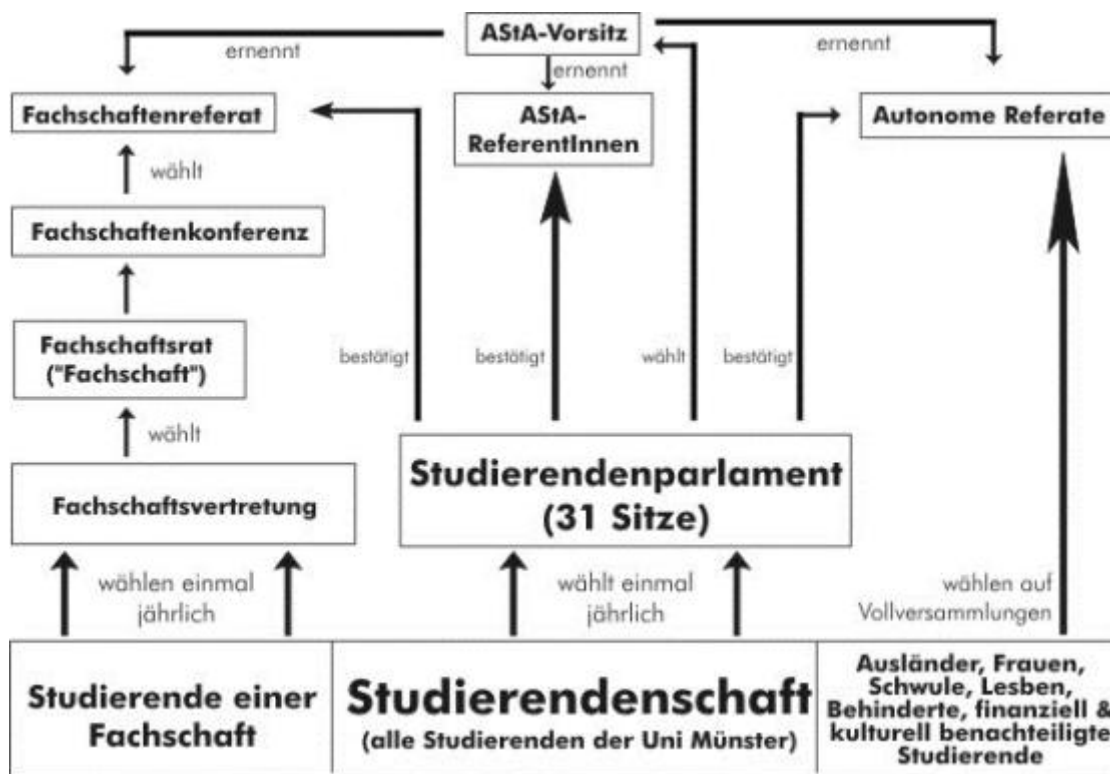 AStA-Vorsitz
ernennt
ernennt
ernennt
Fachschaftenreferat
AStA-
ReferentInnen
Autonome Referate
wählt
Fachschaftenkonferenz
Fachschaftsrat
("Fachschaft")
bestätigt
bestätigt
wählt
bestätigt
wählt
Fachschaftsvertretung
Studierendenparlament
(31 Sitze)
wählen einmal
jährlich
wählt einmal
jährlich
wählen auf
Vollversammlungen
Studierende einer
Fachschaft
Studierendenschaft
(alle Studierenden der Uni Münster)
Ausländer, Frauen,
Schwule, Lesben,
Behinderte, finanziell &
kulturell benachteiligte
Studierende